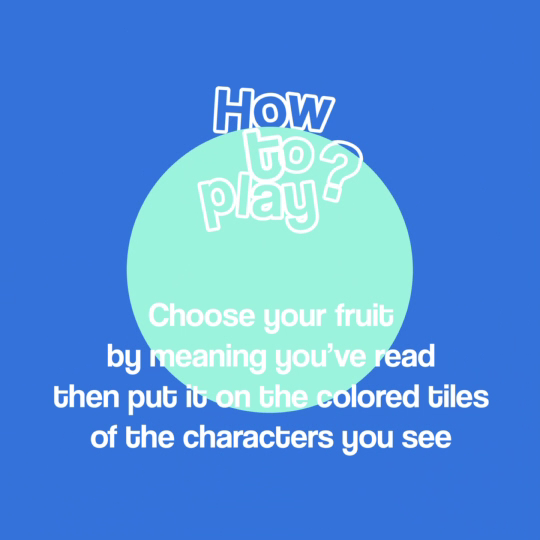 How
to
play?
Choose your fruit
by meaning you've read
then put it on the colored tiles
of the characters you see